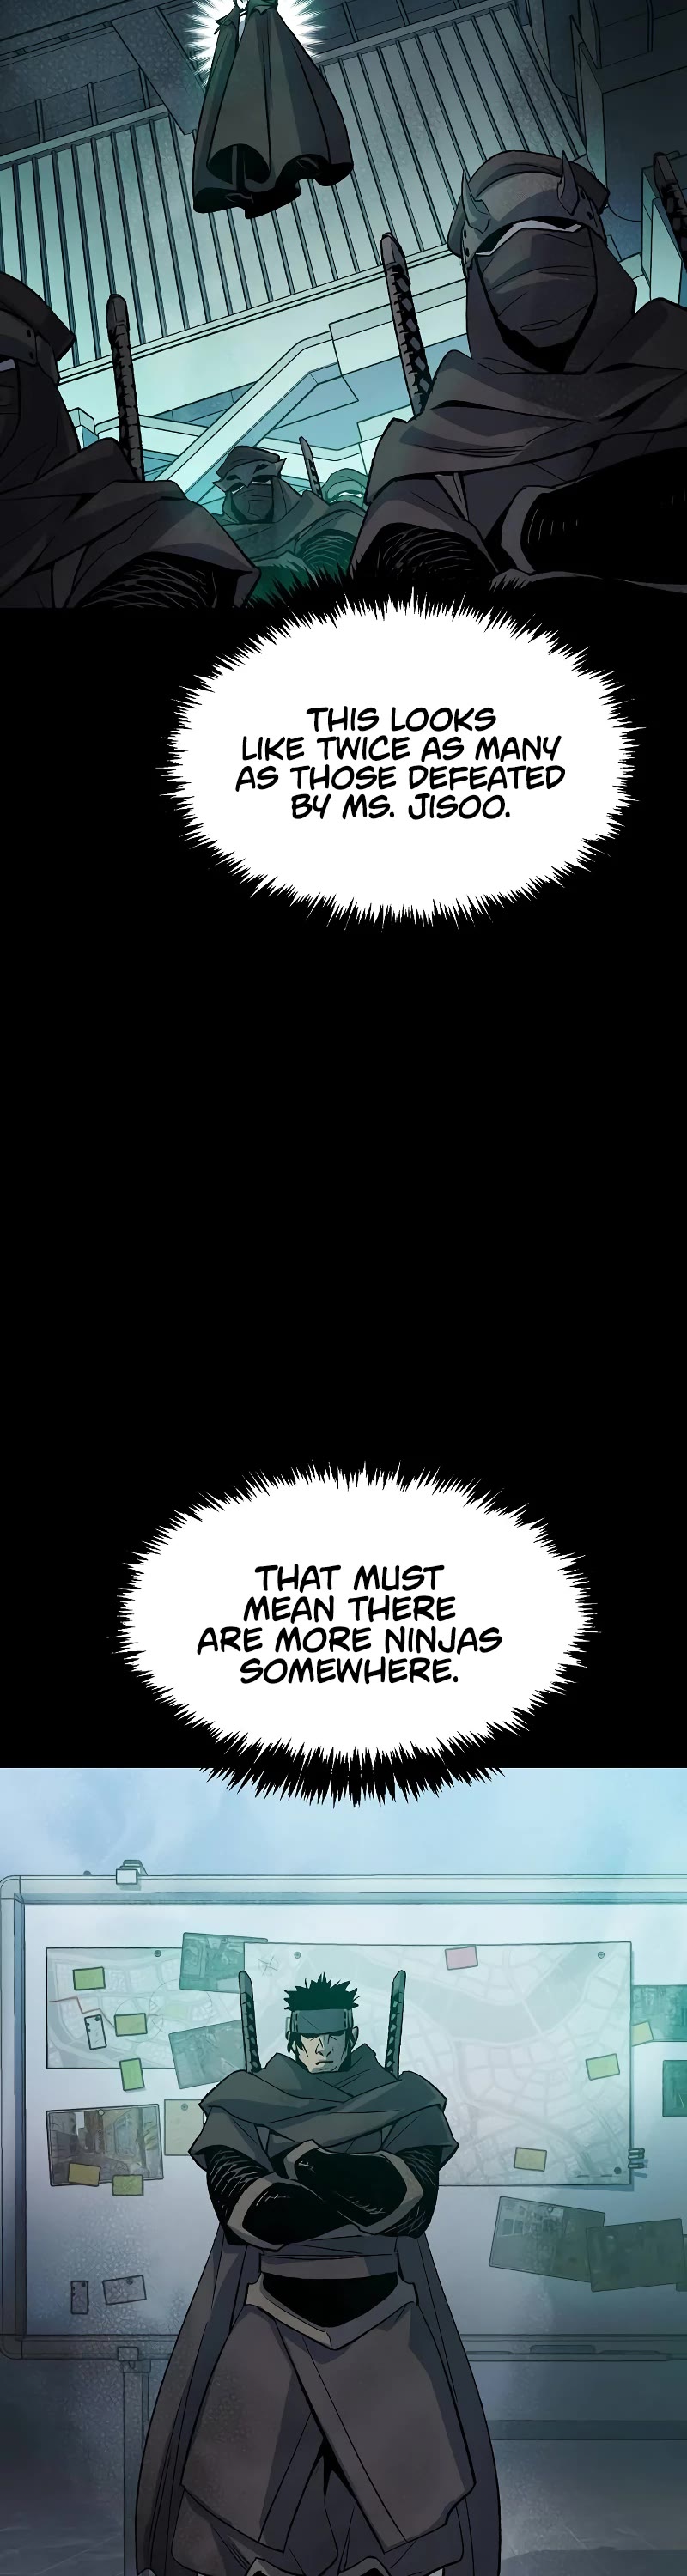 THIS LOOKS
LIKE TWICE AS MANY
AS THOSE DEFEATED
BY MS. JISOO.
THAT MUST
MEAN THERE
ARE MORE NINJAS
SOMEWHERE.